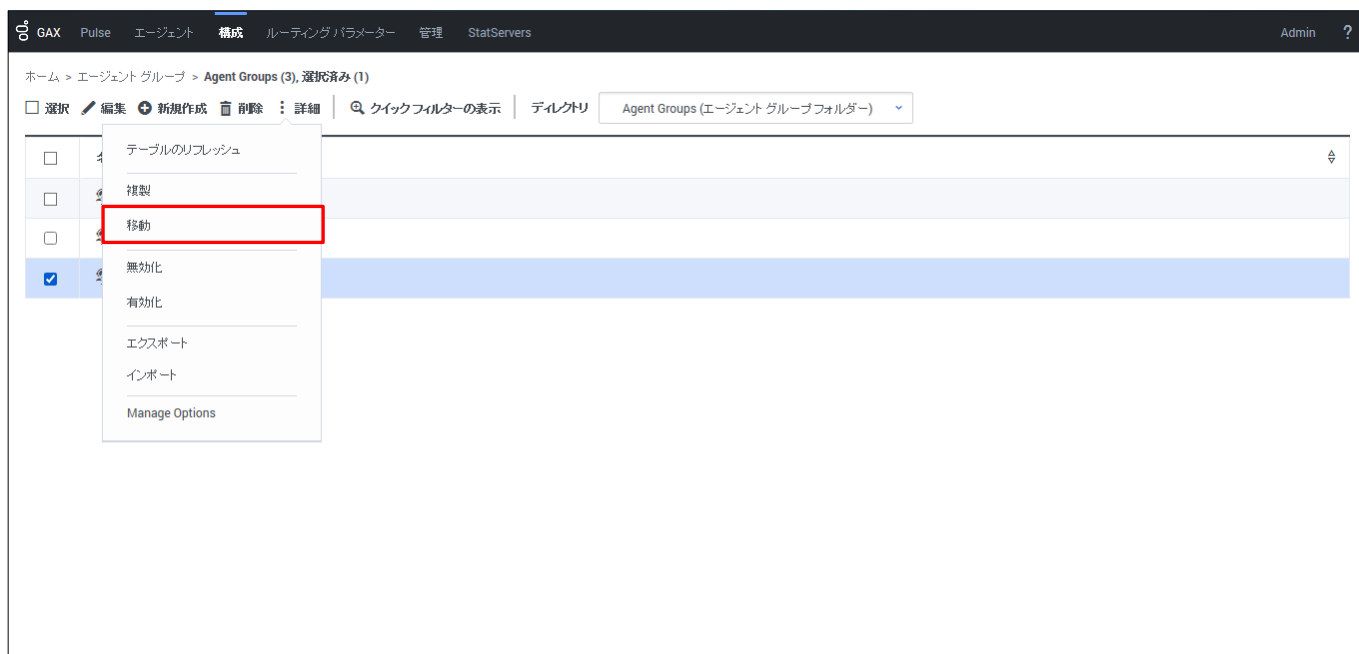 GAX Pulse エージェント 構成 ルーティング パラメーター 管理 StatServers Admin ?
ホーム > エージェント グループ > Agent Groups (3), 選択済み (1)
選択 編集 新規作成 削除 詳細 クイック フィルターの表示 ディレクトリ Agent Groups (エージェント グループ フォルダー)
テーブルのリフレッシュ
複製
移動
無効化
有効化
エクスポート
インポート
Manage Options